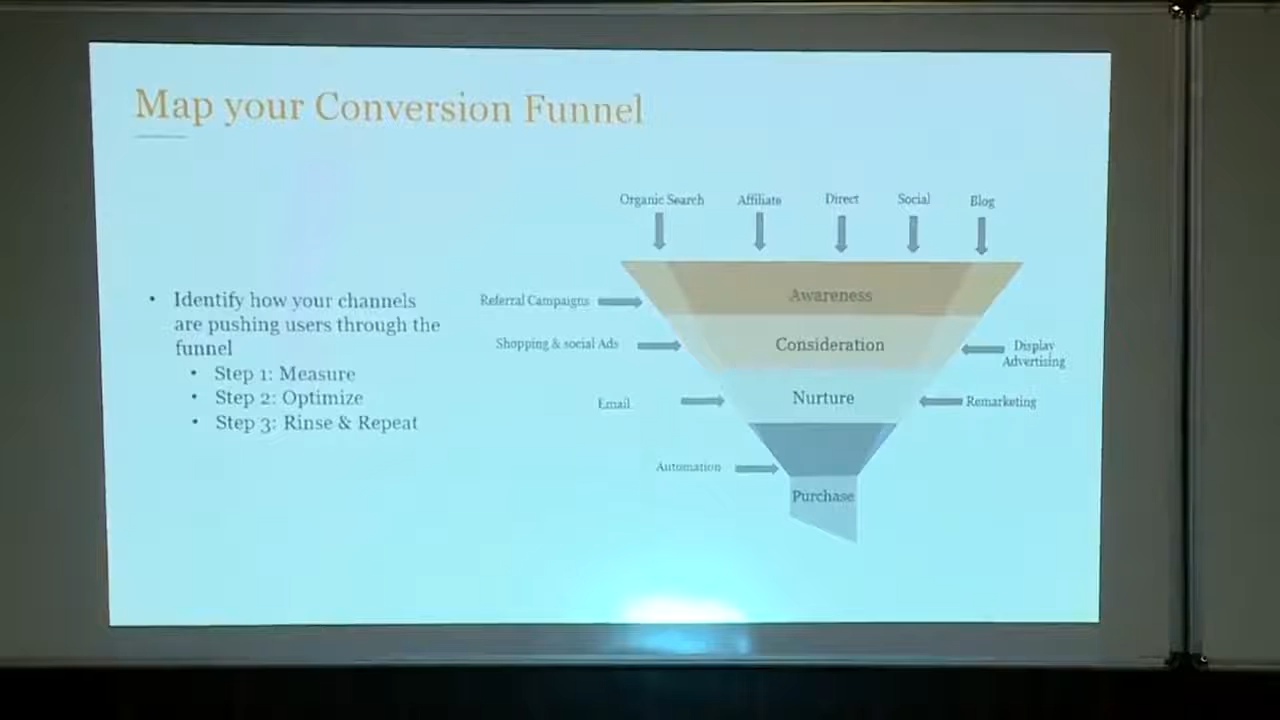 Map your Conversion Funnel
• Identify how your channels
are pushing users through the
funnel
• Step 1: Measure
• Step 2: Optimize
• Step 3: Rinse & Repeat
Organic Search
Affiliate
Direct
Social
Blog
Referral Campaigns
Awareness
Shopping & social Ads
Consideration
Display
Advertising
Email
Nurture
Remarketing
Automation
Purchase